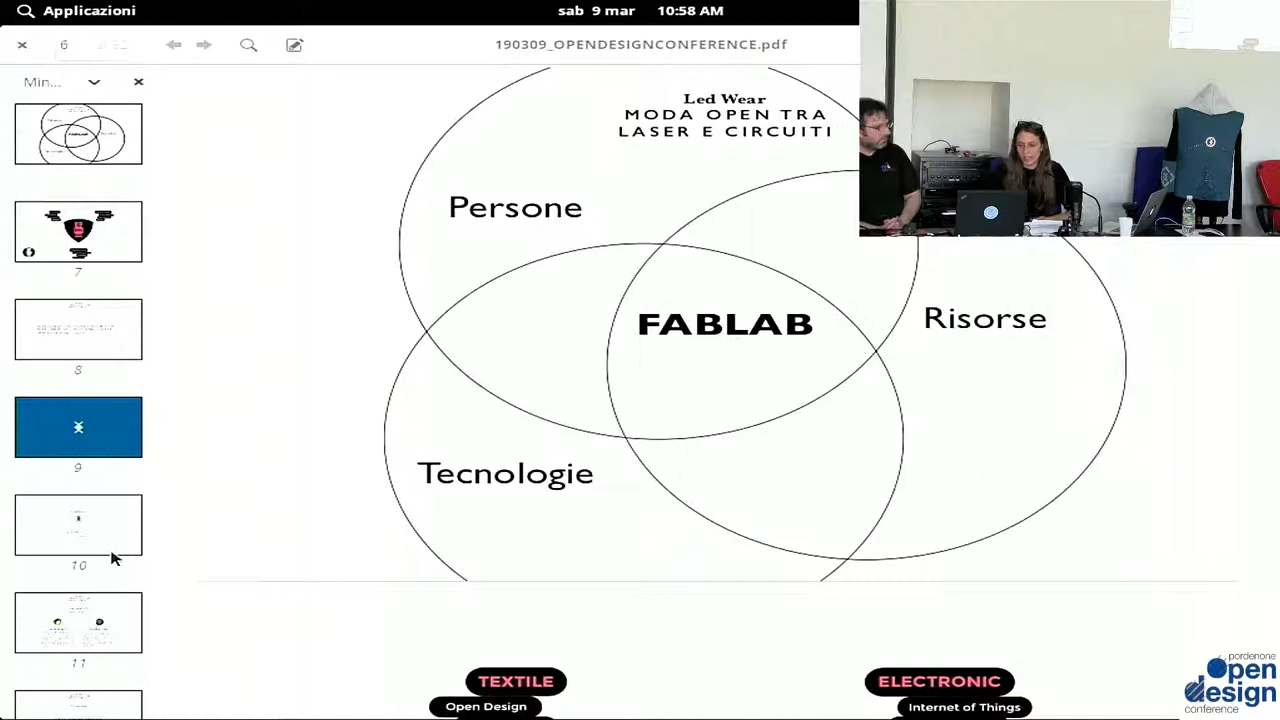 Applicazioni
sab 9 mar 10:58 AM
6
190309_OPENDESIGNCONFERENCE.pdf
Min...
Led Wear
MODA OPEN TRA
LASER E CIRCUITI
Persone
FABLAB
Risorse
Tecnologie
7
8
9
10
11
TEXTILE
ELECTRONIC
Open Design
Internet of Things
pordenone
Open
design
conference